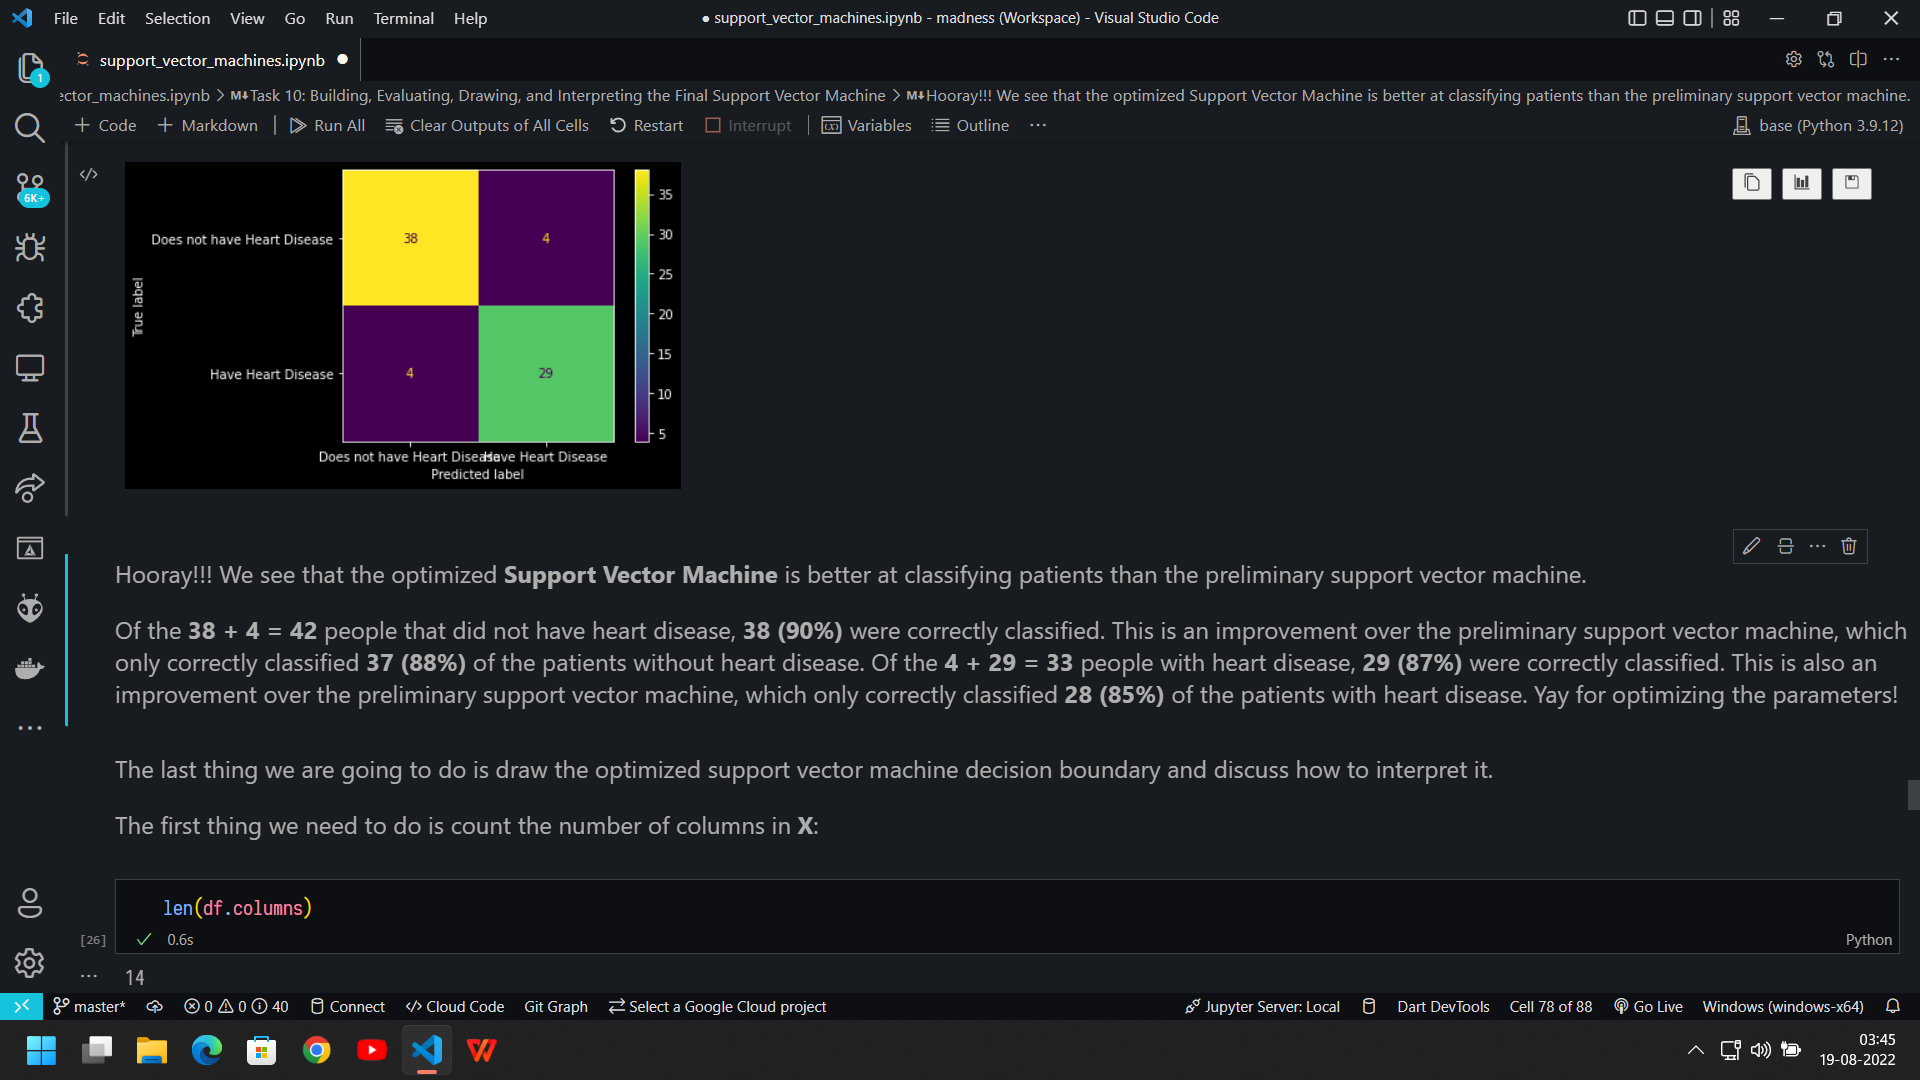 File Edit Selection View Go Run Terminal Help
● support_vector_machines.ipynb - madness (Workspace) - Visual Studio Code
support_vector_machines.ipynb
1
ector_machines.ipynb > M↓Task 10: Building, Evaluating, Drawing, and Interpreting the Final Support Vector Machine > M↓Hooray!!! We see that the optimized Support Vector Machine is better at classifying patients than the preliminary support vector machine.
+ Code + Markdown | Run All Clear Outputs of All Cells Restart Interrupt | Variables Outline ···
base (Python 3.9.12)
6K+
35
30
25
20
15
10
5
Does not have Heart Disease
38 4
True label
Have Heart Disease
4 29
Does not have Heart Disease Have Heart Disease
Predicted label
Hooray!!! We see that the optimized Support Vector Machine is better at classifying patients than the preliminary support vector machine.
Of the 38 + 4 = 42 people that did not have heart disease, 38 (90%) were correctly classified. This is an improvement over the preliminary support vector machine, which
only correctly classified 37 (88%) of the patients without heart disease. Of the 4 + 29 = 33 people with heart disease, 29 (87%) were correctly classified. This is also an
improvement over the preliminary support vector machine, which only correctly classified 28 (85%) of the patients with heart disease. Yay for optimizing the parameters!
The last thing we are going to do is draw the optimized support vector machine decision boundary and discuss how to interpret it.
The first thing we need to do is count the number of columns in X:
len(df.columns)
[26] ✓ 0.6s
Python
··· 14
master* 0 0 40 Connect Cloud Code Git Graph Select a Google Cloud project
Jupyter Server: Local Dart DevTools Cell 78 of 88 Go Live Windows (windows-x64)
03:45
19-08-2022